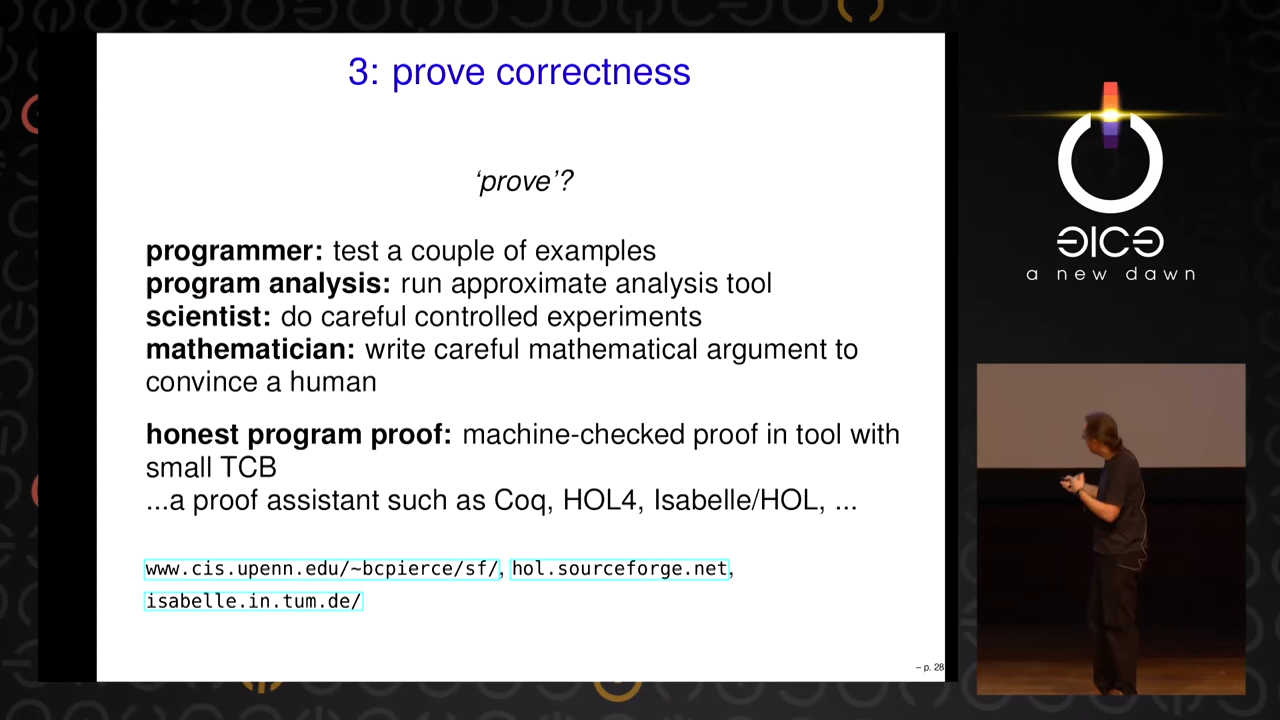 3: prove correctness
‘prove’?
programmer: test a couple of examples
program analysis: run approximate analysis tool
scientist: do careful controlled experiments
mathematician: write careful mathematical argument to
convince a human
honest program proof: machine-checked proof in tool with
small TCB
...a proof assistant such as Coq, HOL4, Isabelle/HOL, ...
www.cis.upenn.edu/~bcpierce/sf/, hol.sourceforge.net,
isabelle.in.tum.de/
– p. 28
a new dawn